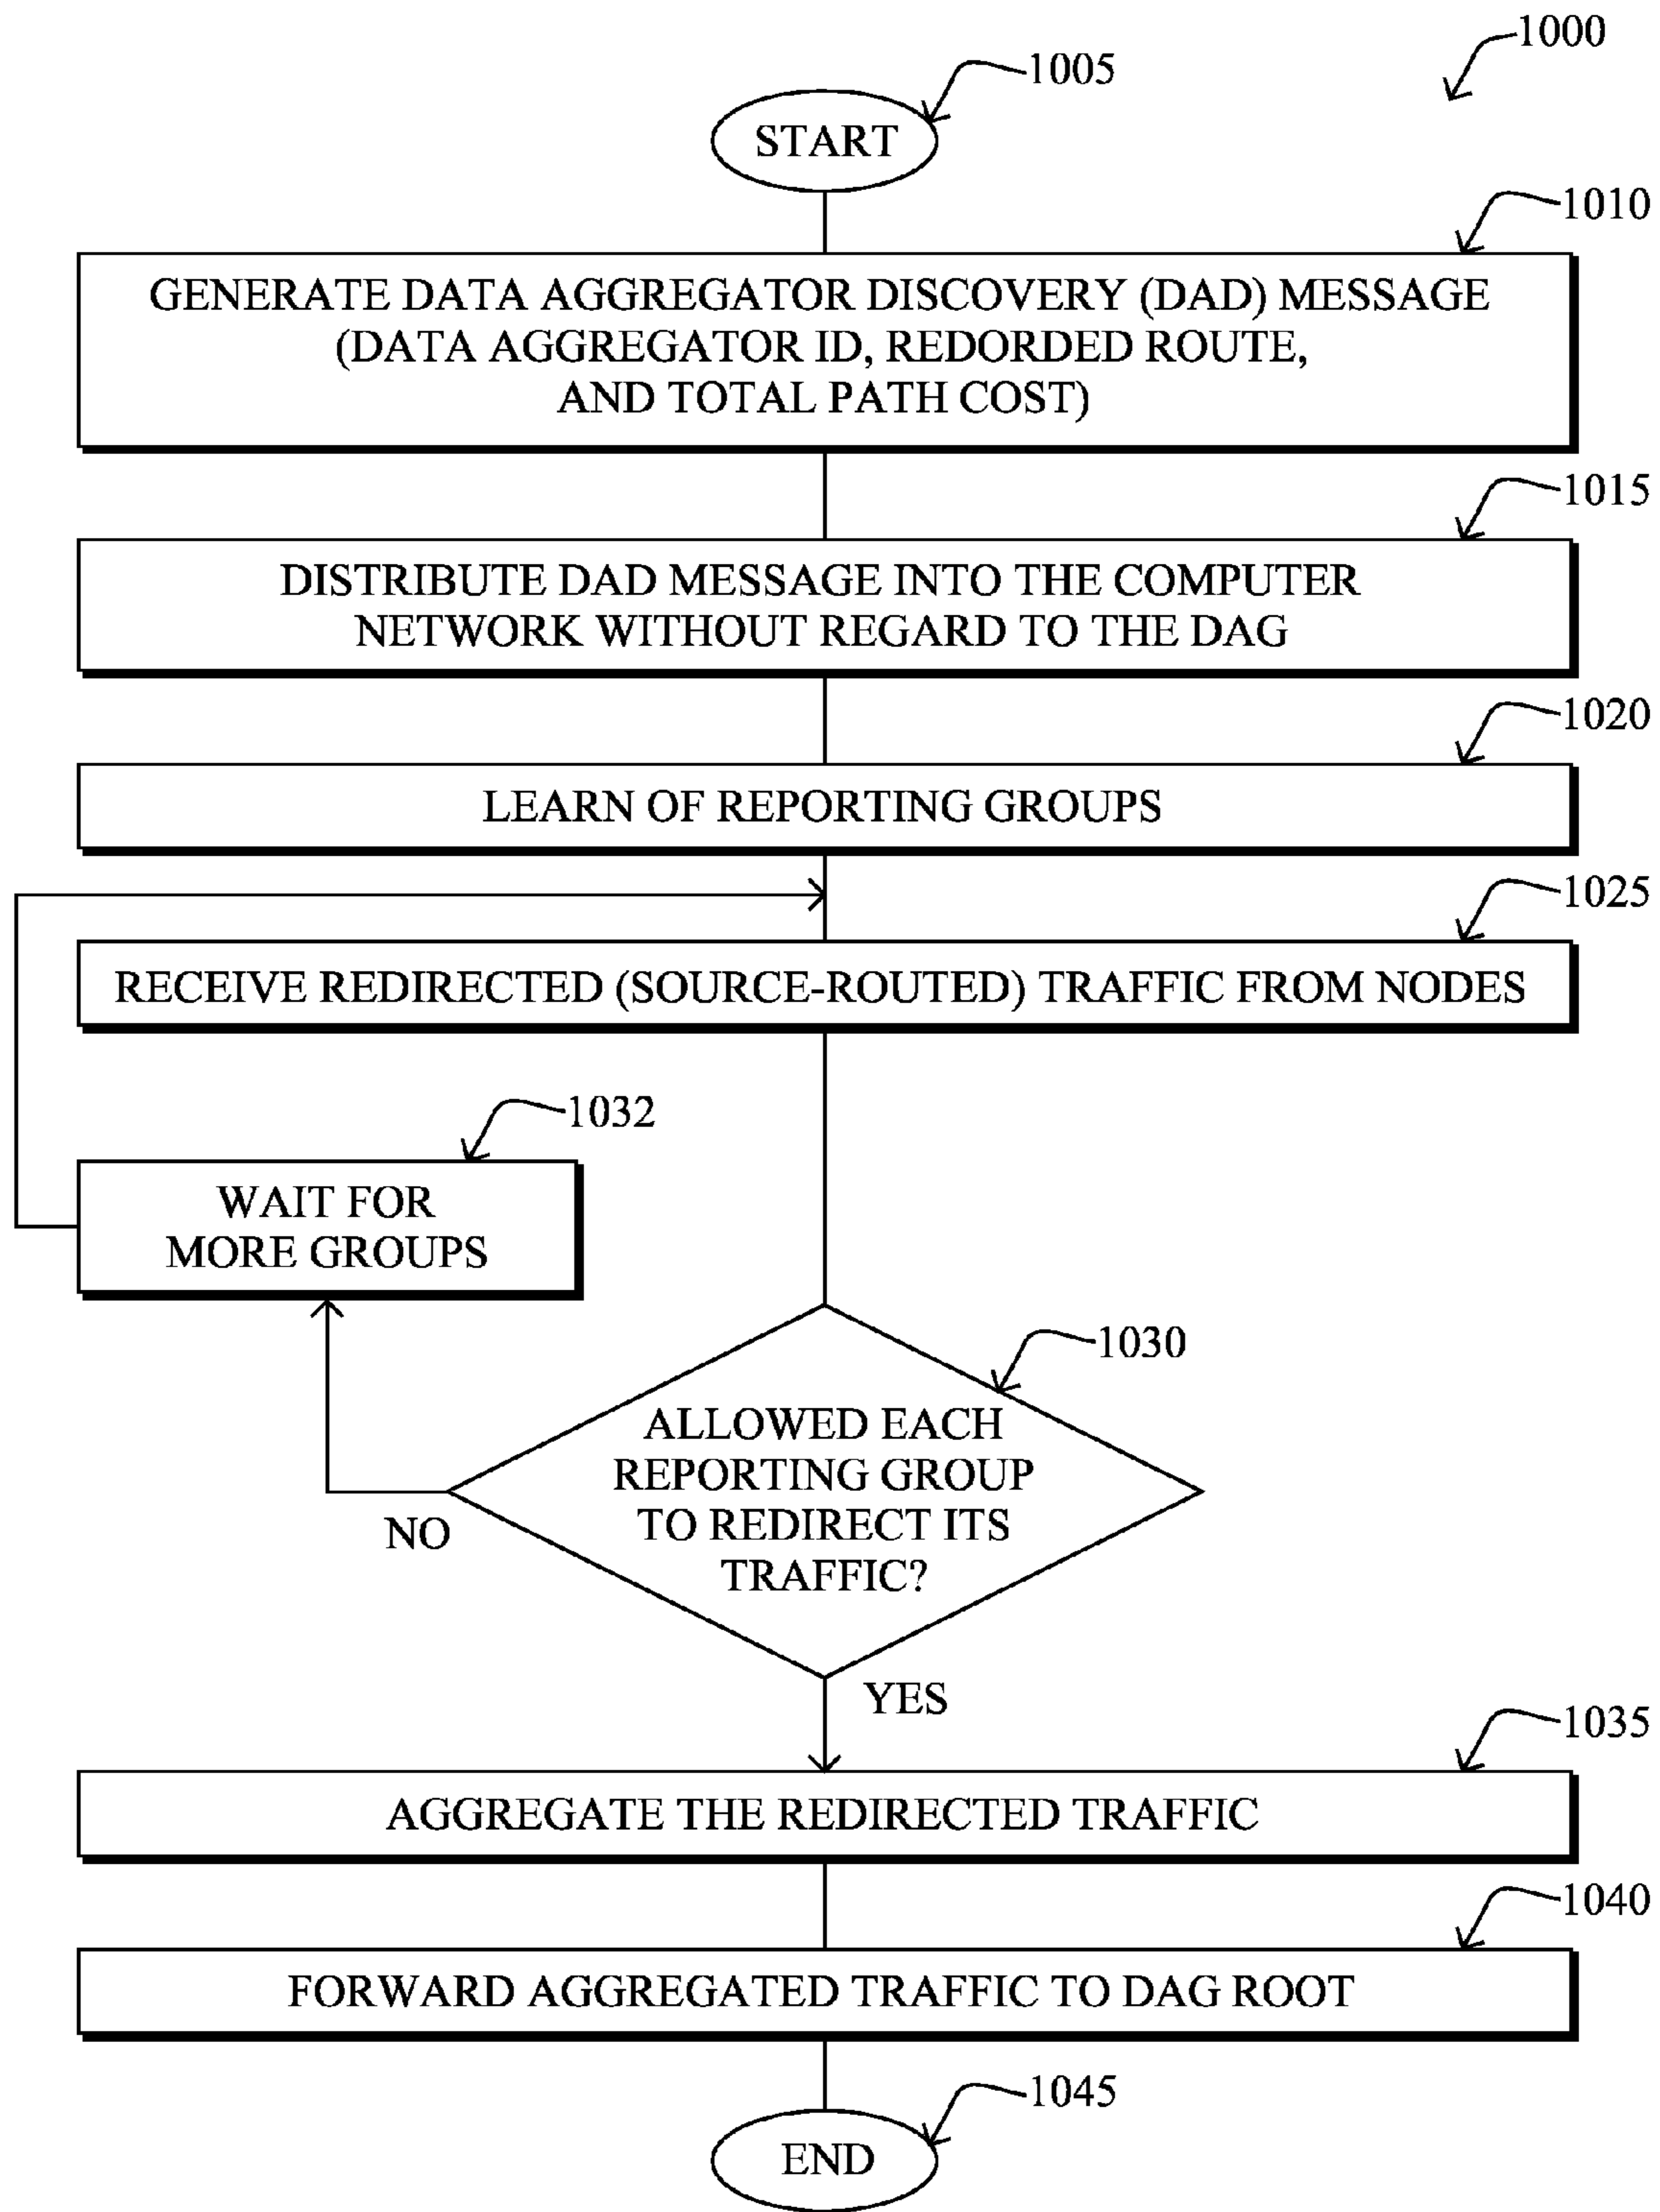 1000
1005
START
1010
GENERATE DATA AGGREGATOR DISCOVERY (DAD) MESSAGE
(DATA AGGREGATOR ID, REDORDED ROUTE,
AND TOTAL PATH COST)
1015
DISTRIBUTE DAD MESSAGE INTO THE COMPUTER
NETWORK WITHOUT REGARD TO THE DAG
1020
LEARN OF REPORTING GROUPS
1025
RECEIVE REDIRECTED (SOURCE-ROUTED) TRAFFIC FROM NODES
1032
WAIT FOR
MORE GROUPS
1030
ALLOWED EACH
REPORTING GROUP
TO REDIRECT ITS
TRAFFIC?
NO
YES
1035
AGGREGATE THE REDIRECTED TRAFFIC
1040
FORWARD AGGREGATED TRAFFIC TO DAG ROOT
1045
END